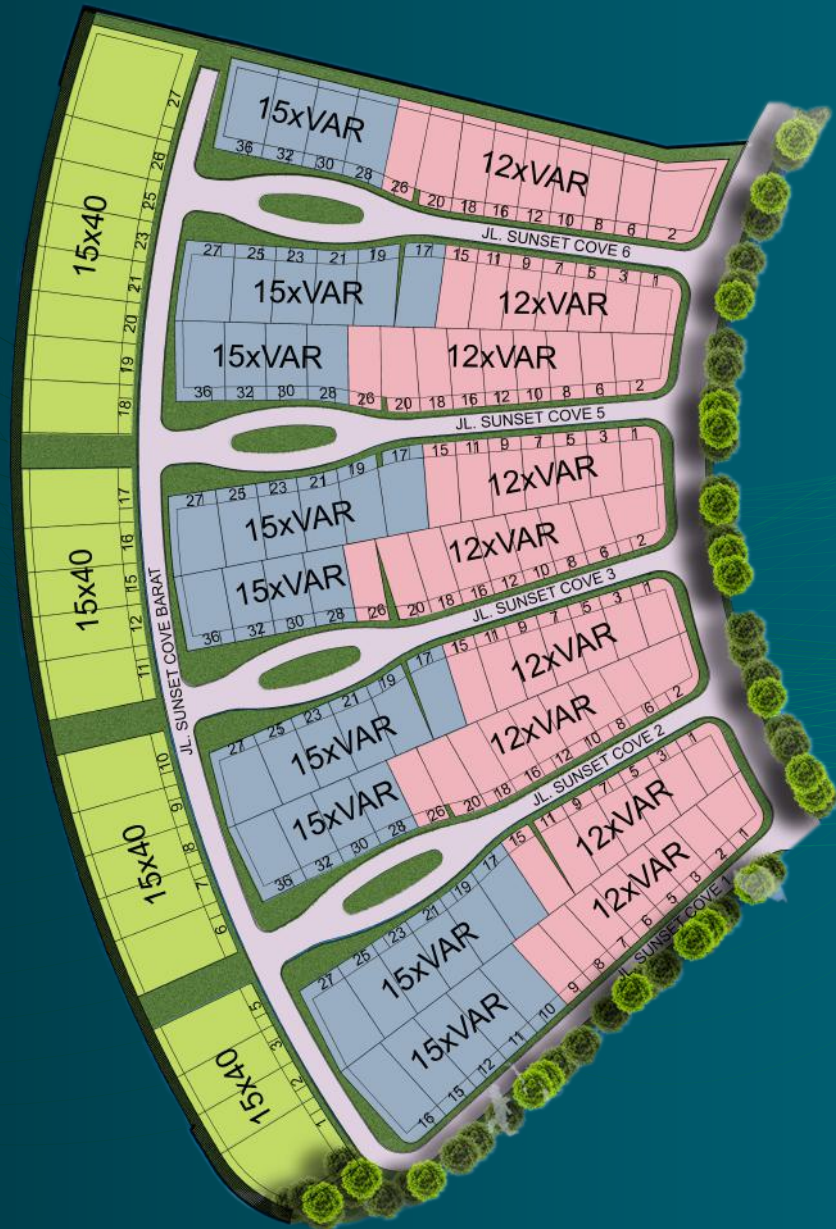 27
26
25
23
21
20
19
18
15x40
17
16
15
12
11
15x40
10
9
8
7
6
15x40
5
3
2
1
15x40
JL. SUNSET COVE BARAT
15xVAR
12xVAR
36 32 30 28 26 20 18 16 12 10 8 6 2
JL. SUNSET COVE 6
27 25 23 21 19 17 15 11 9 7 5 3 1
15xVAR
12xVAR
15xVAR
12xVAR
36 32 30 28 26 20 18 16 12 10 8 6 2
JL. SUNSET COVE 5
27 25 23 21 19 17 15 11 9 7 5 3 1
15xVAR
12xVAR
15xVAR
12xVAR
36 32 30 28 26 20 18 16 12 10 8 6 2
JL. SUNSET COVE 3
27 25 23 21 19 17 15 11 9 7 5 3 1
15xVAR
12xVAR
15xVAR
12xVAR
36 32 30 28 26 20 18 16 12 10 8 6 2
JL. SUNSET COVE 2
27 25 23 21 19 17 15 11 9 7 5 3 1
15xVAR
12xVAR
15xVAR
12xVAR
16 15 12 11 10 9 8 7 6 5 3 2 1
JL. SUNSET COVE 1